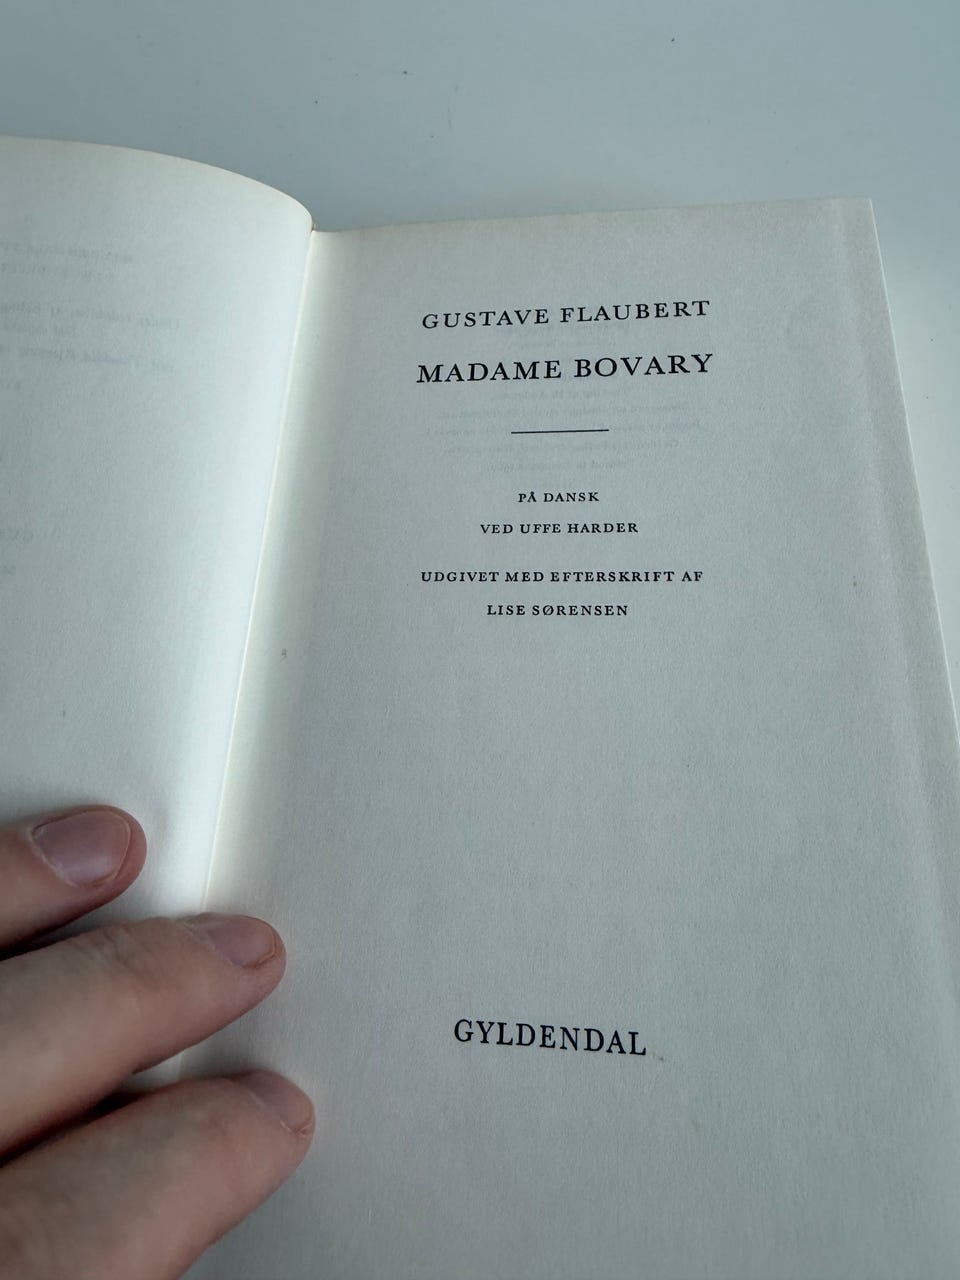 GUSTAVE FLAUBERT
MADAME BOVARY
PÅ DANSK
VED UFFE HARDER
UDGIVET MED EFTERSKRIFT AF
LISE SØRENSEN
GYLDENDAL